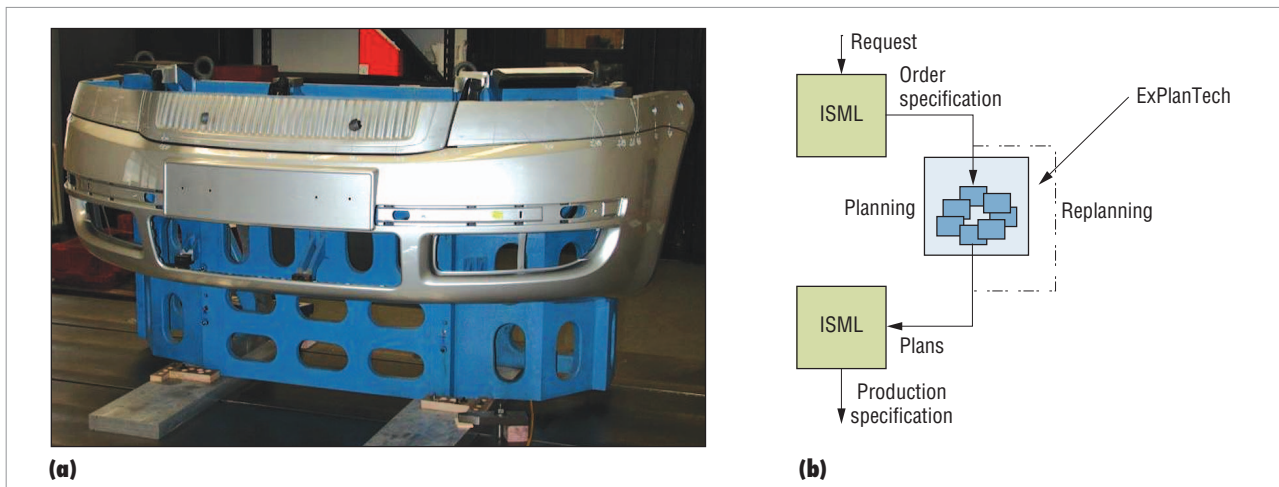 Request
Order
specification
ISML
ExPlanTech
Planning
Replanning
ISML
Plans
Production
specification
(a)
(b)